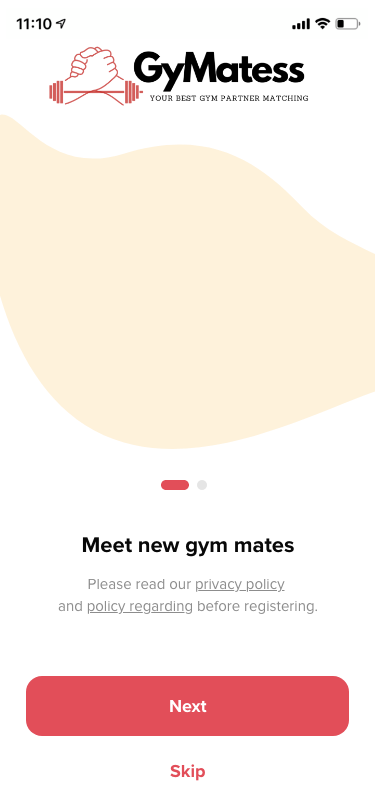 11:10
GyMatess
YOUR BEST GYM PARTNER MATCHING
Meet new gym mates
Please read our privacy policy
and policy regarding before registering.
Next
Skip